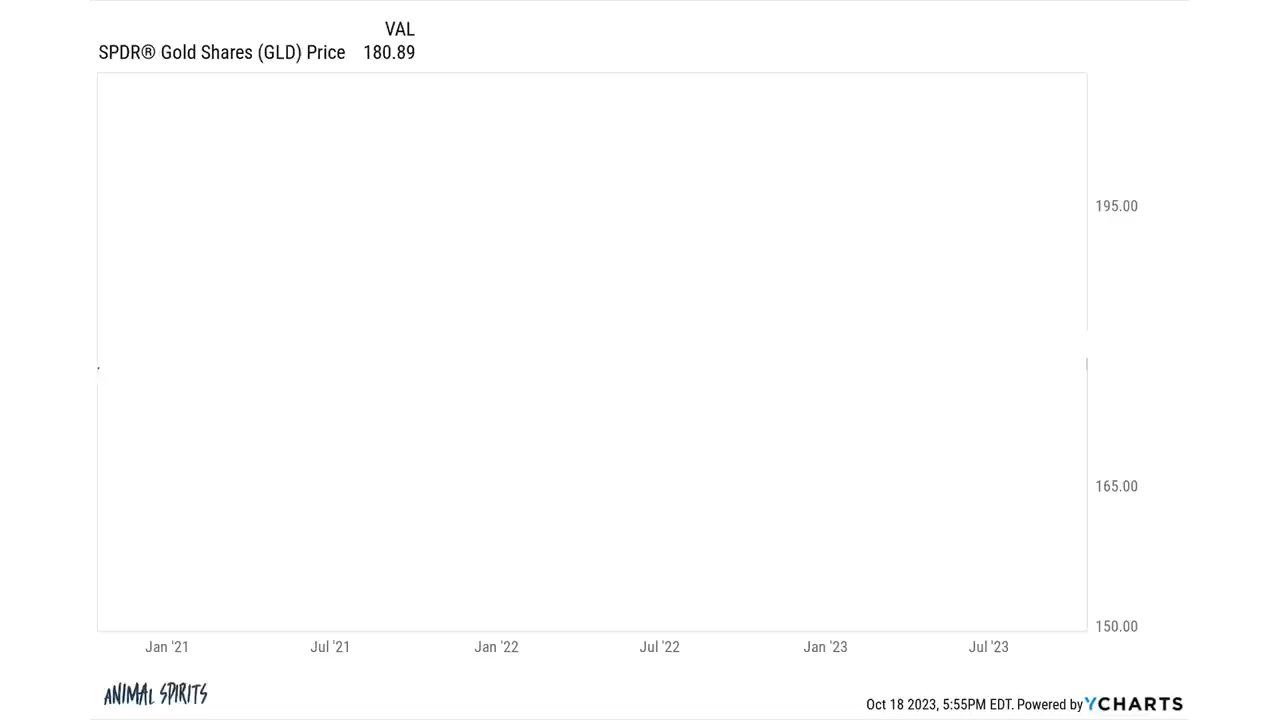 VAL
SPDR® Gold Shares (GLD) Price 180.89
195.00
165.00
150.00
Jan '21 Jul '21 Jan '22 Jul '22 Jan '23 Jul '23
ANIMAL SPIRITS
Oct 18 2023, 5:55PM EDT. Powered by YCHARTS